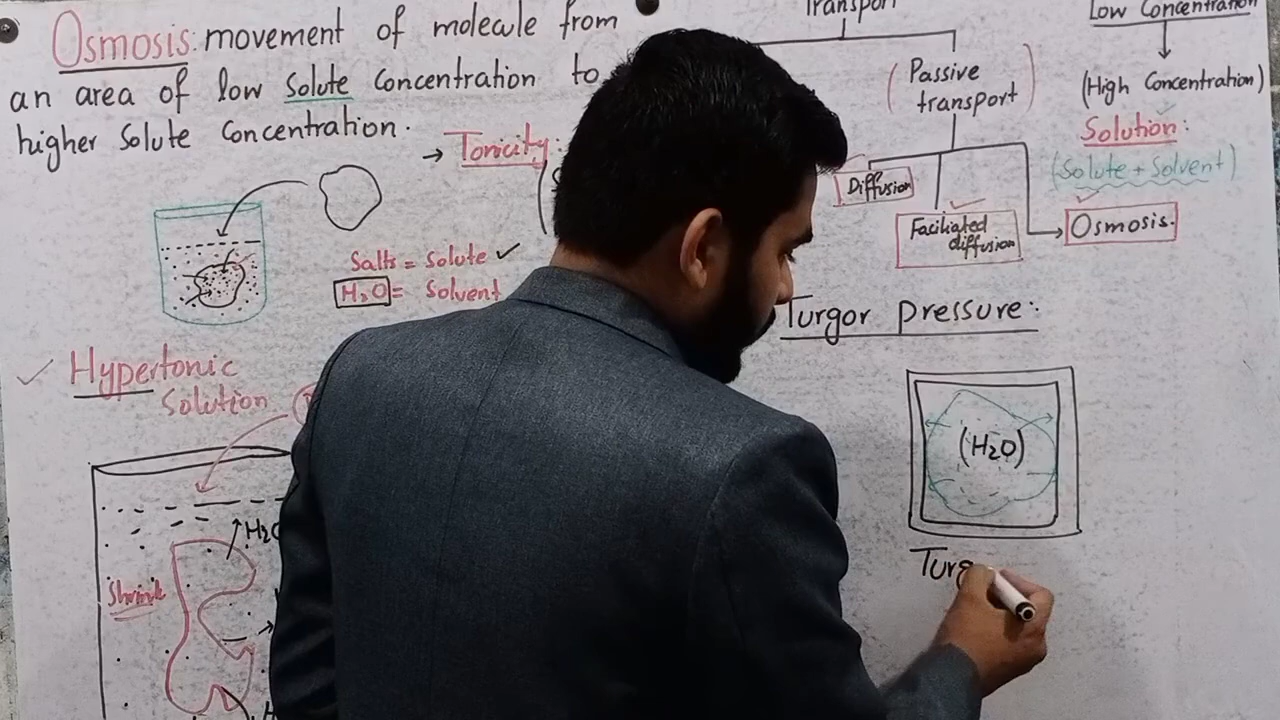 Osmosis: movement of molecule from
an area of low Solute Concentration to
higher Solute Concentration.
→ Tonicity:
Salts = Solute ✓
H₂O = Solvent
✓ Hypertonic
Solution
H₂O
Shrink
Transport
(Passive
transport)
Diffusion
Faciliated
diffusion
Osmosis.
Low Concentration
(High Concentration)
Solution:
(Solute + Solvent)
Turgor pressure:
(H₂O)
Turg